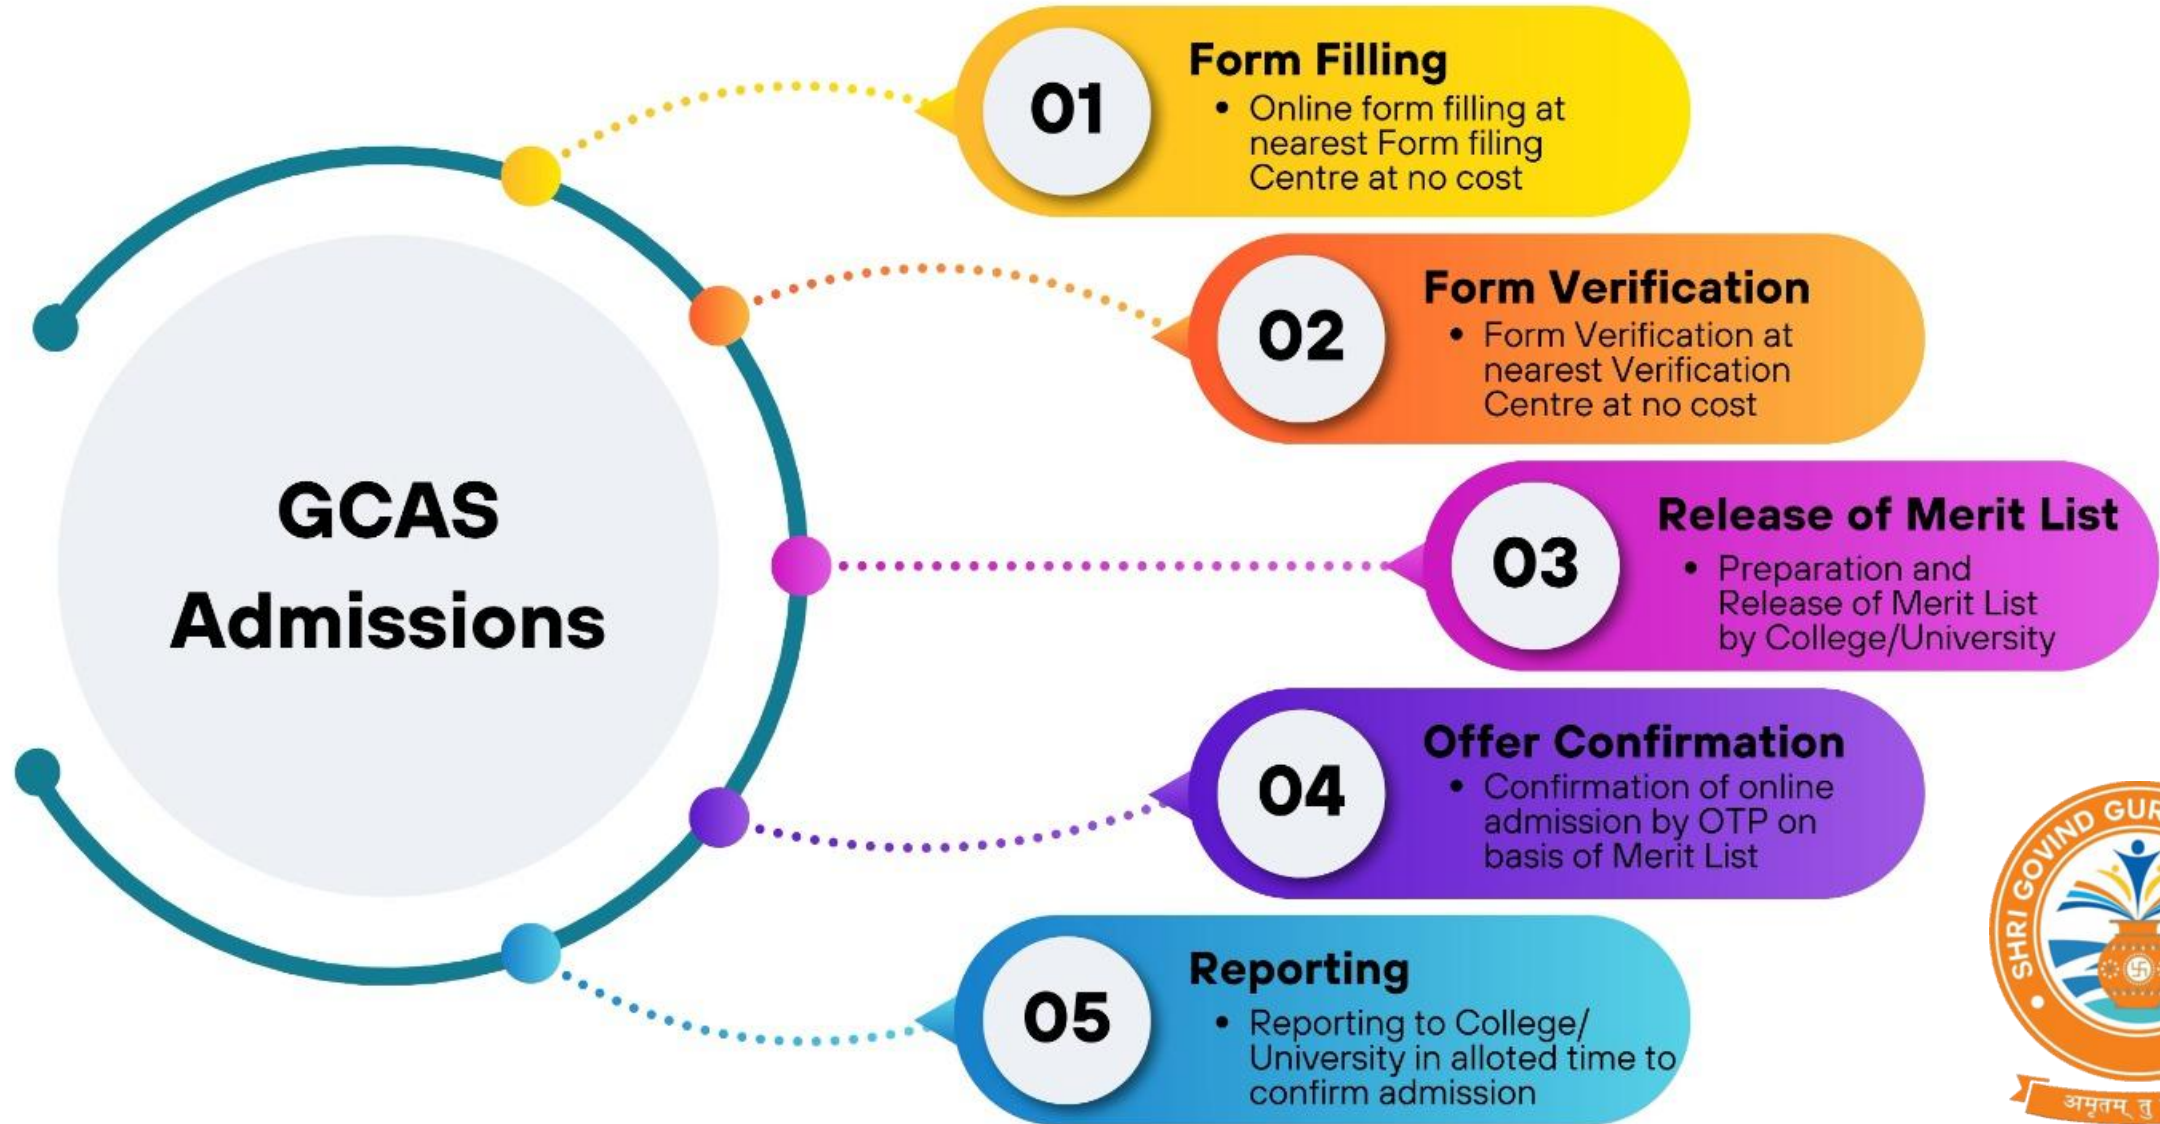 GCAS
Admissions
01
Form Filling
• Online form filling at
nearest Form filing
Centre at no cost
02
Form Verification
• Form Verification at
nearest Verification
Centre at no cost
03
Release of Merit List
• Preparation and
Release of Merit List
by College/University
04
Offer Confirmation
• Confirmation of online
admission by OTP on
basis of Merit List
05
Reporting
• Reporting to College/
University in alloted time to
confirm admission
SHRI GOVIND
अमृतम् तु